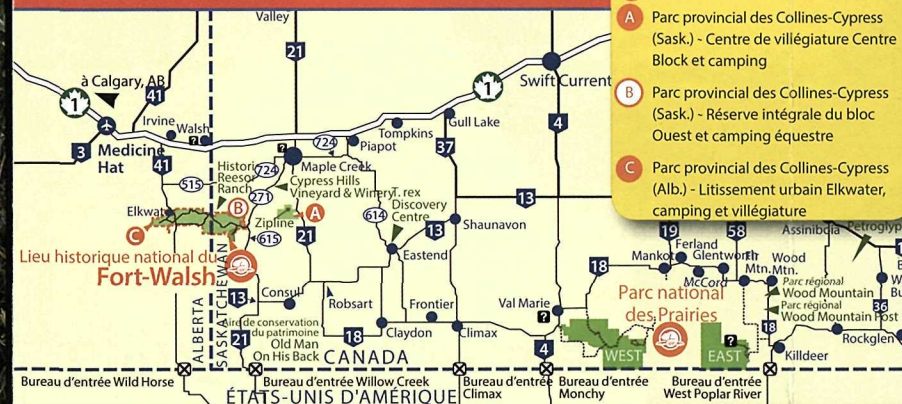 A Parc provincial des Collines-Cypress
(Sask.) - Centre de villégiature Centre
Block et camping
B Parc provincial des Collines-Cypress
(Sask.) - Réserve intégrale du bloc
Ouest et camping équestre
C Parc provincial des Collines-Cypress
(Alb.) - Litissement urbain Elkwater,
camping et villégiature
Valley
21
à Calgary, AB
1
41
Swift Current
1
Irvine
Walsh
?
Medicine
Hat
3
41
Tompkins
Gull Lake
Piapot
724
?
37
4
Maple Creek
Histori
Reesor
Ranch
724
515
271
Cypress Hills
Vineyard & Winery
T. rex
Discovery
Centre
13
Elkwat
B
A
C
Zipline
615
21
614
13
Shaunavon
Eastend
Lieu historique national du
Fort-Walsh
19
58
Assiniboia
Petroglyp
Ferland
Mankot
Glentworth
Fir
Mtn.
Wood
Mtn.
McCord
18
Parc régional
Wood Mountain
Parc régional
Wood Mountain Post
36
18
Rockglen
Killdeer
Parc national
des Prairies
WEST
EAST
?
Val Marie
?
4
13
Consul
Robsart
Frontier
Claydon
Climax
18
21
Aire de conservation
du patrimoine
Old Man
On His Back
ALBERTA
SASKATCHEWAN
CANADA
Bureau d'entrée Wild Horse
Bureau d'entrée Willow Creek
Bureau d'entrée
Climax
Bureau d'entrée
Monchy
Bureau d'entrée
West Poplar River
ÉTATS-UNIS D'AMÉRIQUE